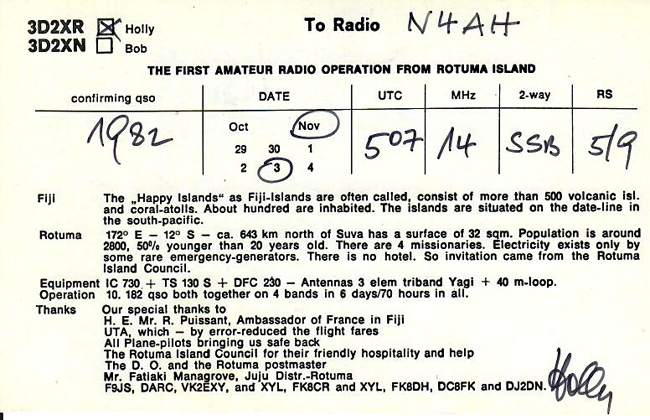 3D2XR ☒ Holly To Radio N4AH
3D2XN ☐ Bob
THE FIRST AMATEUR RADIO OPERATION FROM ROTUMA ISLAND
confirming qso DATE UTC MHz 2-way RS
1982 Oct Nov 507 14 SSB 5/9
29 30 1
2 3 4
Fiji The „Happy Islands“ as Fiji-Islands are often called, consist of more than 500 volcanic isl.
and coral-atolls. About hundred are inhabited. The islands are situated on the date-line in
the south-pacific.
Rotuma 172° E – 12° S – ca. 643 km north of Suva has a surface of 32 sqm. Population is around
2800, 50% younger than 20 years old. There are 4 missionaries. Electricity exists only by
some rare emergency-generators. There is no hotel. So invitation came from the Rotuma
Island Council.
Equipment IC 730 + TS 130 S + DFC 230 – Antennas 3 elem triband Yagi + 40 m-loop.
Operation 10. 182 qso both together on 4 bands in 6 days/70 hours in all.
Thanks Our special thanks to
H. E. Mr. R. Puissant, Ambassador of France in Fiji
UTA, which – by error-reduced the flight fares
All Plane-pilots bringing us safe back
The Rotuma Island Council for their friendly hospitality and help
The D. O. and the Rotuma postmaster
Mr. Fatiaki Managrove, Juju Distr.-Rotuma
F9JS, DARC, VK2EXY, and XYL, FK8CR and XYL, FK8DH, DC8FK and DJ2DN. Holly